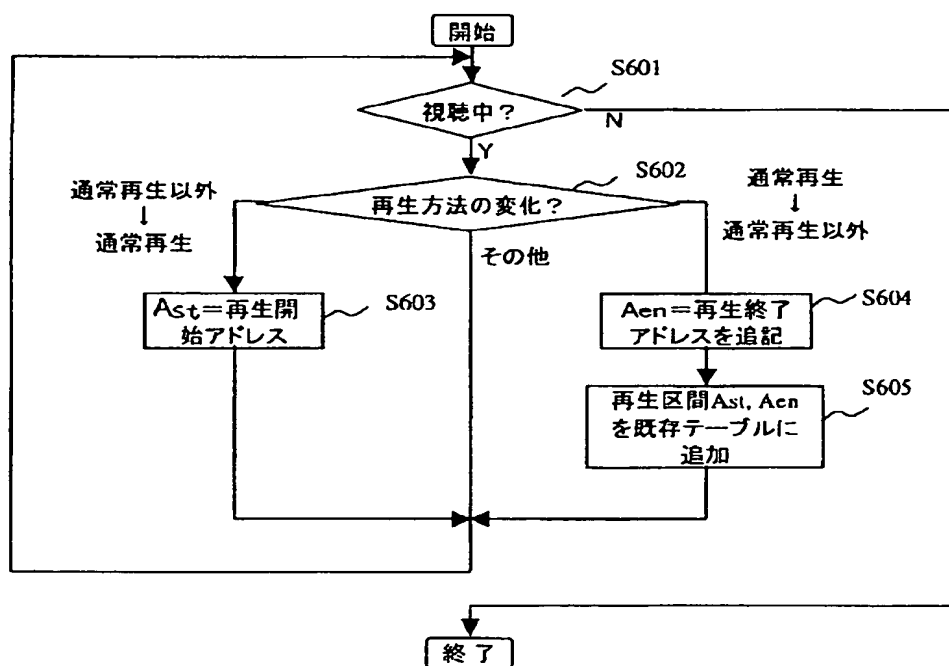 開始
S601
視聴中？
N
Y
S602
通常再生以外
↓
通常再生
再生方法の変化？
通常再生
↓
通常再生以外
その他
Ast＝再生開
始アドレス
S603
Aen＝再生終了
アドレスを追記
S604
再生区間Ast, Aen
を既存テーブルに
追加
S605
終了